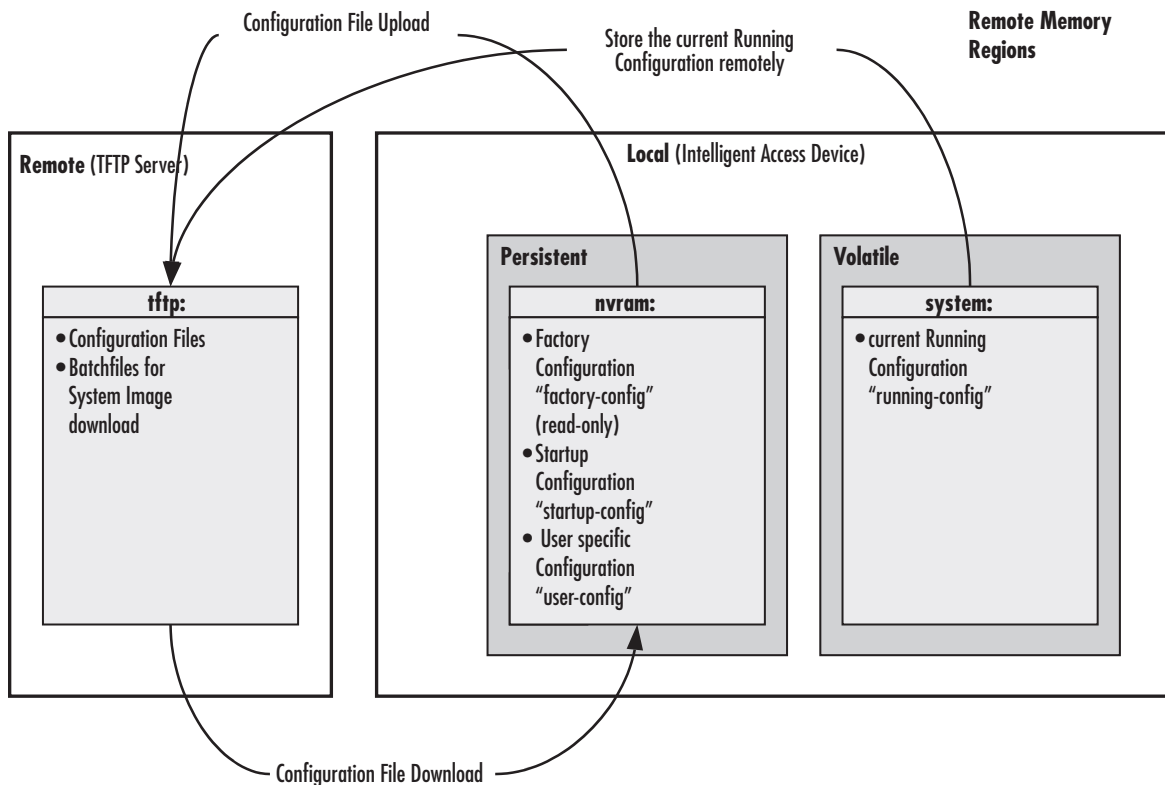 Configuration File Upload
Store the current Running
Configuration remotely
Remote Memory
Regions
Remote (TFTP Server)
Local (Intelligent Access Device)
tftp:
• Configuration Files
• Batchfiles for
System Image
download
Persistent
nvram:
• Factory
Configuration
“factory-config”
(read-only)
• Startup
Configuration
“startup-config”
• User specific
Configuration
“user-config”
Volatile
system:
• current Running
Configuration
“running-config”
Configuration File Download